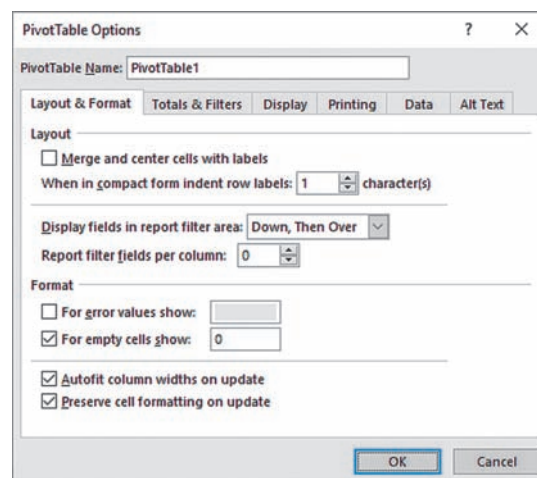 PivotTable Options ?
PivotTable Name: PivotTable1
Layout & Format Totals & Filters Display Printing Data Alt Text
Layout
Merge and center cells with labels
When in compact form indent row labels: 1 character(s)
Display fields in report filter area: Down, Then Over
Report filter fields per column: 0
Format
For error values show:
For empty cells show: 0
Autofit column widths on update
Preserve cell formatting on update
OK Cancel